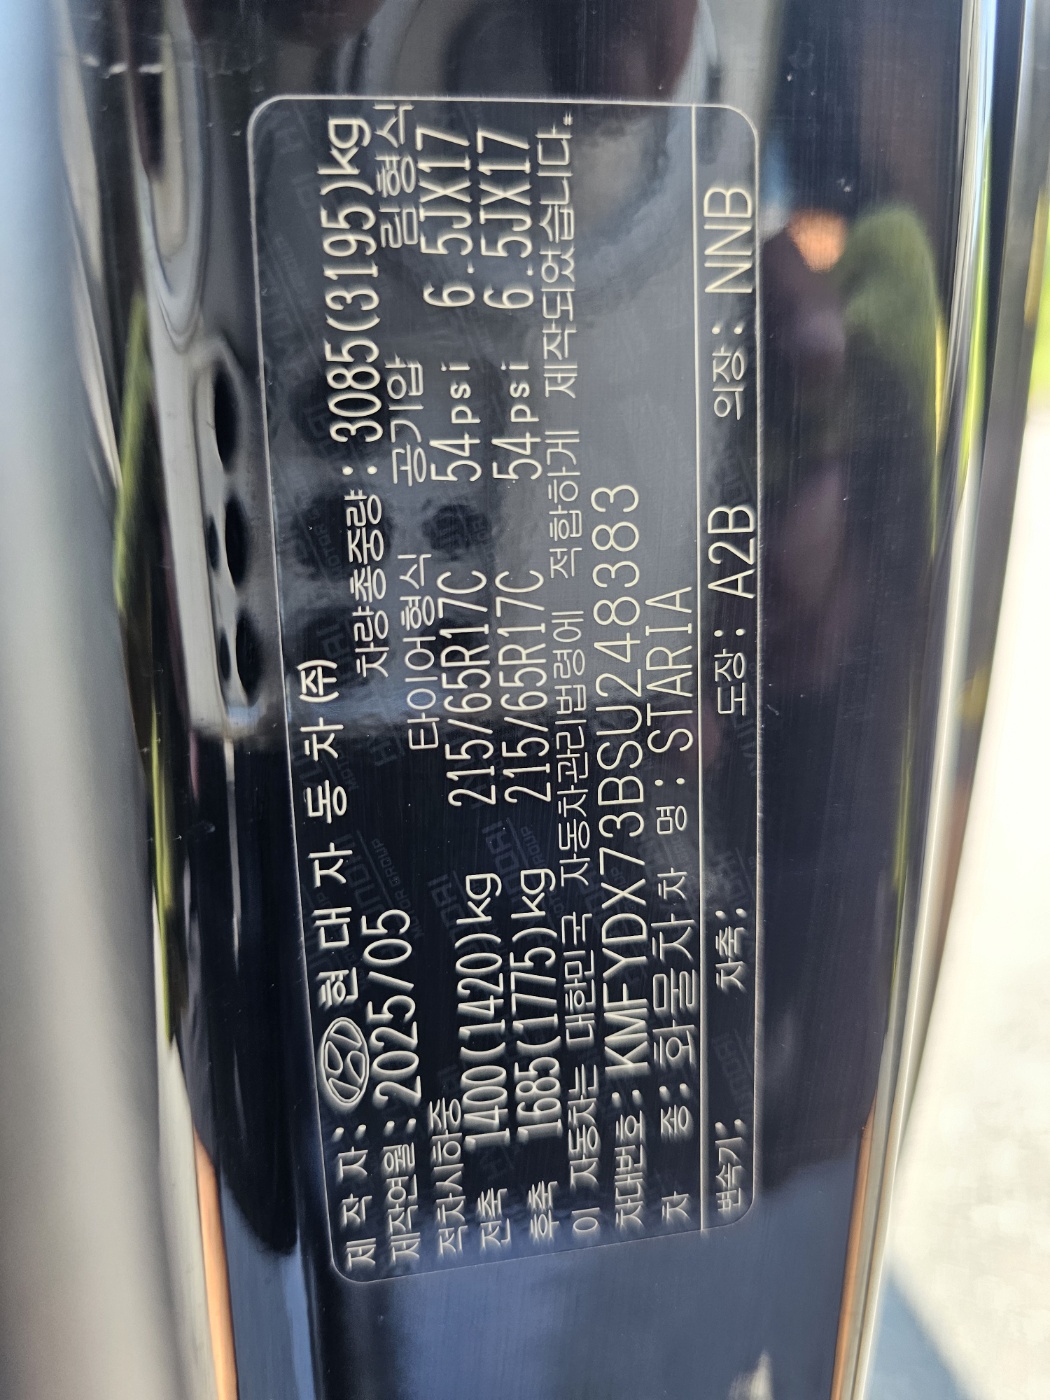 제 작 자: 현 대 자 동 차 (주)
제작연월: 2025/05 차량총중량: 3085(3195)kg
적차시하중 타이어형식 공기압 림형식
전축 1400(1420)kg 215/65R17C 54psi 6.5JX17
후축 1685(1775)kg 215/65R17C 54psi 6.5JX17
이 자동차는 대한민국 자동차관리법령에 적합하게 제작되었습니다.
차대번호: KMFYDX73BSU248383
차 종: 화물차 차 명: STARIA
변속기: 차축: 도장: A2B 의장: NNB